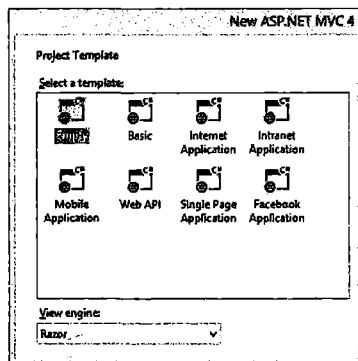 New ASP.NET MVC 4
Project Template
Select a template:
Empty Basic Internet Application Intranet Application
Mobile Application Web API Single Page Application Facebook Application
View engine:
Razor